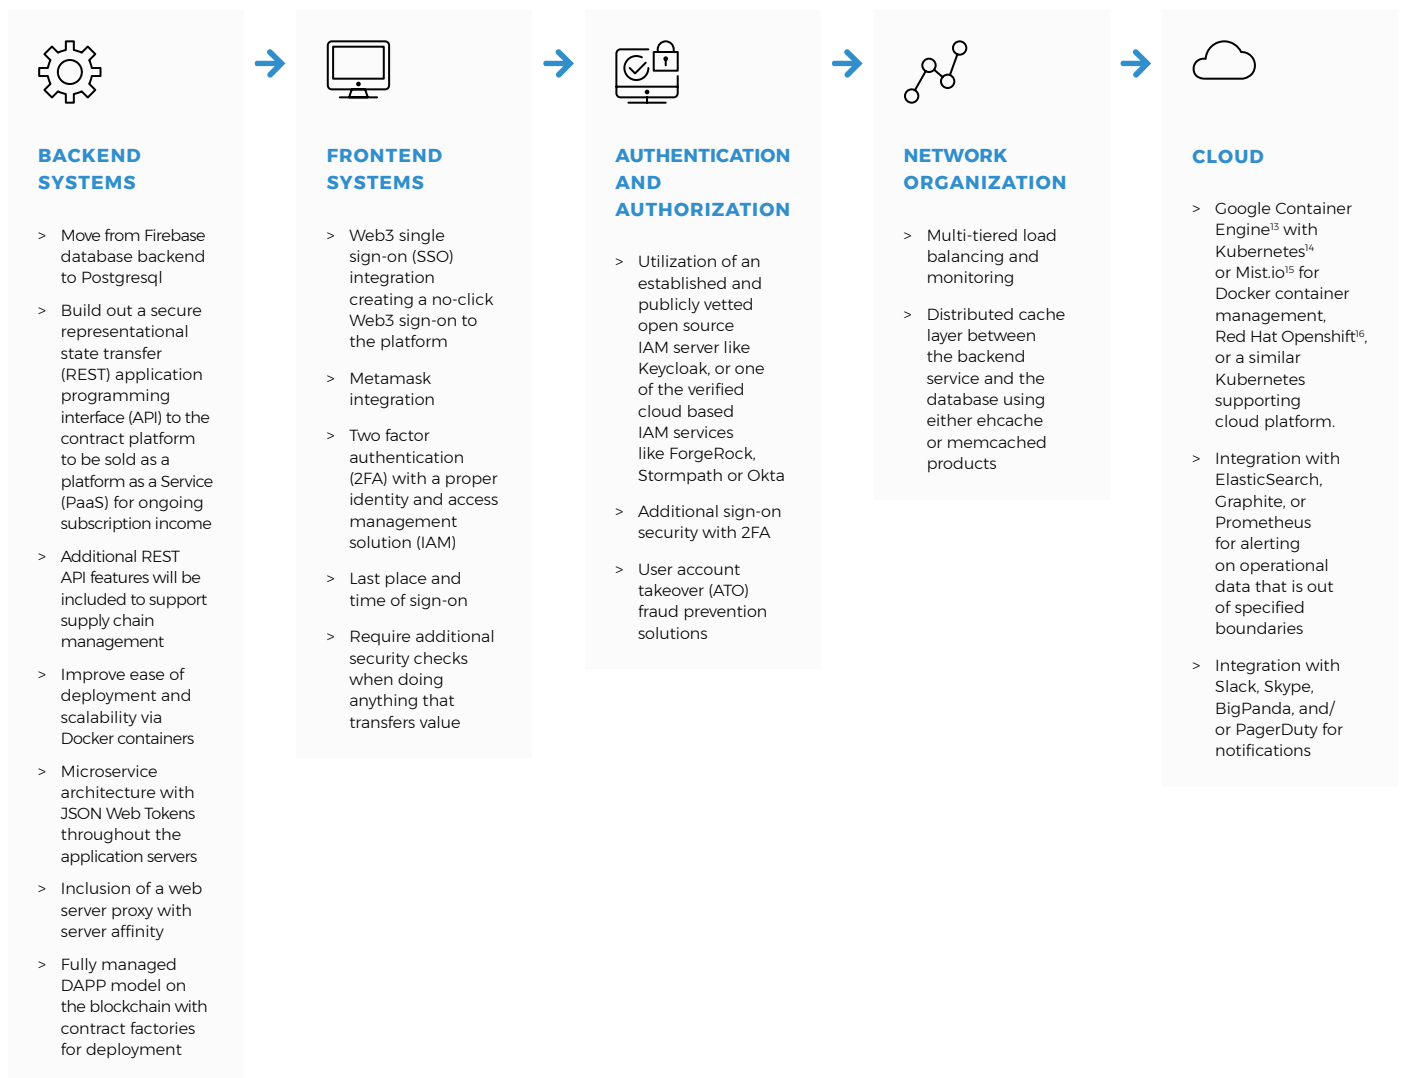 BACKEND
SYSTEMS
> Move from Firebase
database backend
to Postgresql
> Build out a secure
representational
state transfer
(REST) application
programming
interface (API) to the
contract platform
to be sold as a
platform as a Service
(PaaS) for ongoing
subscription income
> Additional REST
API features will be
included to support
supply chain
management
> Improve ease of
deployment and
scalability via
Docker containers
> Microservice
architecture with
JSON Web Tokens
throughout the
application servers
> Inclusion of a web
server proxy with
server affinity
> Fully managed
DAPP model on
the blockchain with
contract factories
for deployment
FRONTEND
SYSTEMS
> Web3 single
sign-on (SSO)
integration
creating a no-click
Web3 sign-on to
the platform
> Metamask
integration
> Two factor
authentication
(2FA) with a proper
identity and access
management
solution (IAM)
> Last place and
time of sign-on
> Require additional
security checks
when doing
anything that
transfers value
AUTHENTICATION
AND
AUTHORIZATION
> Utilization of an
established and
publicly vetted
open source
IAM server like
Keycloak, or one
of the verified
cloud based
IAM services
like ForgeRock,
Stormpath or Okta
> Additional sign-on
security with 2FA
> User account
takeover (ATO)
fraud prevention
solutions
NETWORK
ORGANIZATION
> Multi-tiered load
balancing and
monitoring
> Distributed cache
layer between
the backend
service and the
database using
either ehcache
or memcached
products
CLOUD
> Google Container
Engine¹³ with
Kubernetes¹⁴
or Mist.io¹⁵ for
Docker container
management,
Red Hat Openshift¹⁶,
or a similar
Kubernetes
supporting
cloud platform.
> Integration with
ElasticSearch,
Graphite, or
Prometheus
for alerting
on operational
data that is out
of specified
boundaries
> Integration with
Slack, Skype,
BigPanda, and/
or PagerDuty for
notifications